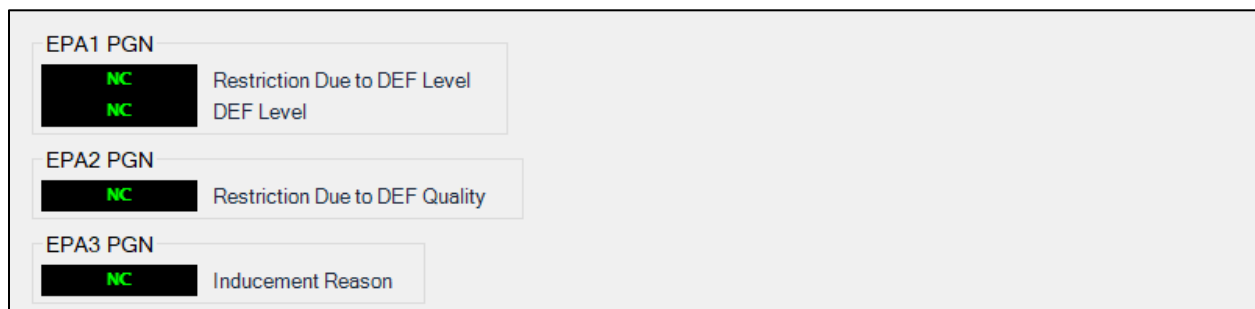 EPA1 PGN
NC Restriction Due to DEF Level
NC DEF Level
EPA2 PGN
NC Restriction Due to DEF Quality
EPA3 PGN
NC Inducement Reason